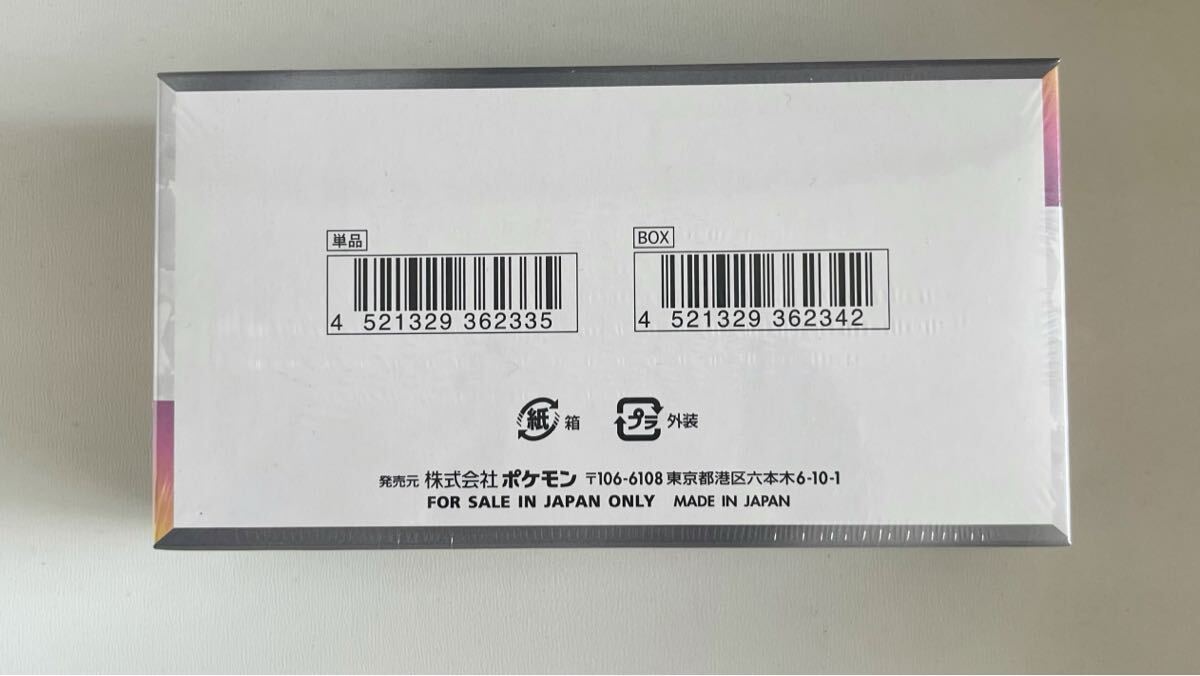 単品
4 521329 362335
BOX
4 521329 362342
紙 箱
プラ 外装
発売元 株式会社 ポケモン 〒106-6108 東京都港区六本木6-10-1
FOR SALE IN JAPAN ONLY MADE IN JAPAN